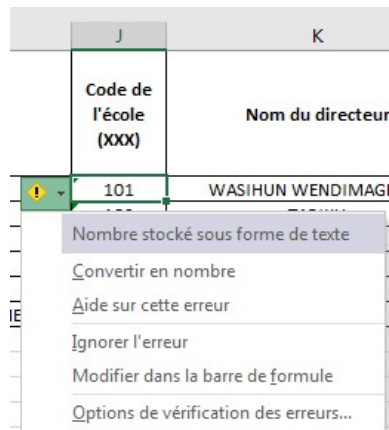 J K
Code de
l'école
(XXX)
Nom du directeur
101 WASIHUN WENDIMAG
Nombre stocké sous forme de texte
Convertir en nombre
Aide sur cette erreur
Ignorer l'erreur
Modifier dans la barre de formule
Options de vérification des erreurs...